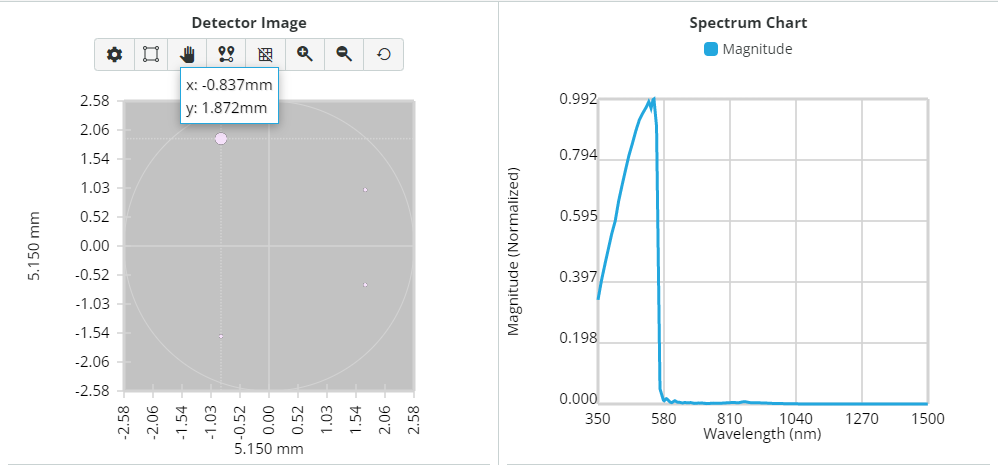 Detector Image
x: -0.837mm
y: 1.872mm
2.58
2.06
1.54
1.03
0.52
0.00
-0.52
-1.03
-1.54
-2.06
-2.58
5.150 mm
-2.58
-2.06
-1.54
-1.03
-0.52
0.00
0.52
1.03
1.54
2.06
2.58
5.150 mm
Spectrum Chart
Magnitude
Magnitude (Normalized)
0.992
0.794
0.595
0.397
0.198
0.000
350 580 810 1040 1270 1500
Wavelength (nm)